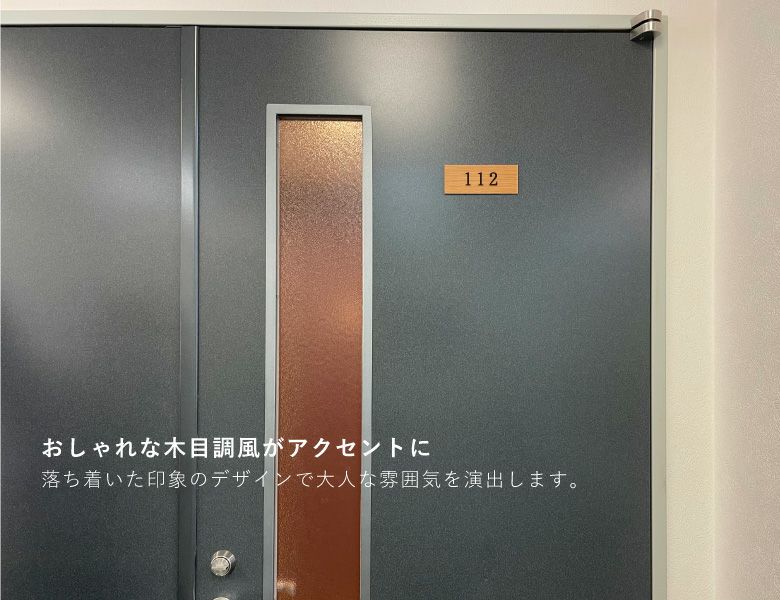 112
おしゃれな木目調風がアクセントに
落ち着いた印象のデザインで大人な雰囲気を演出します。